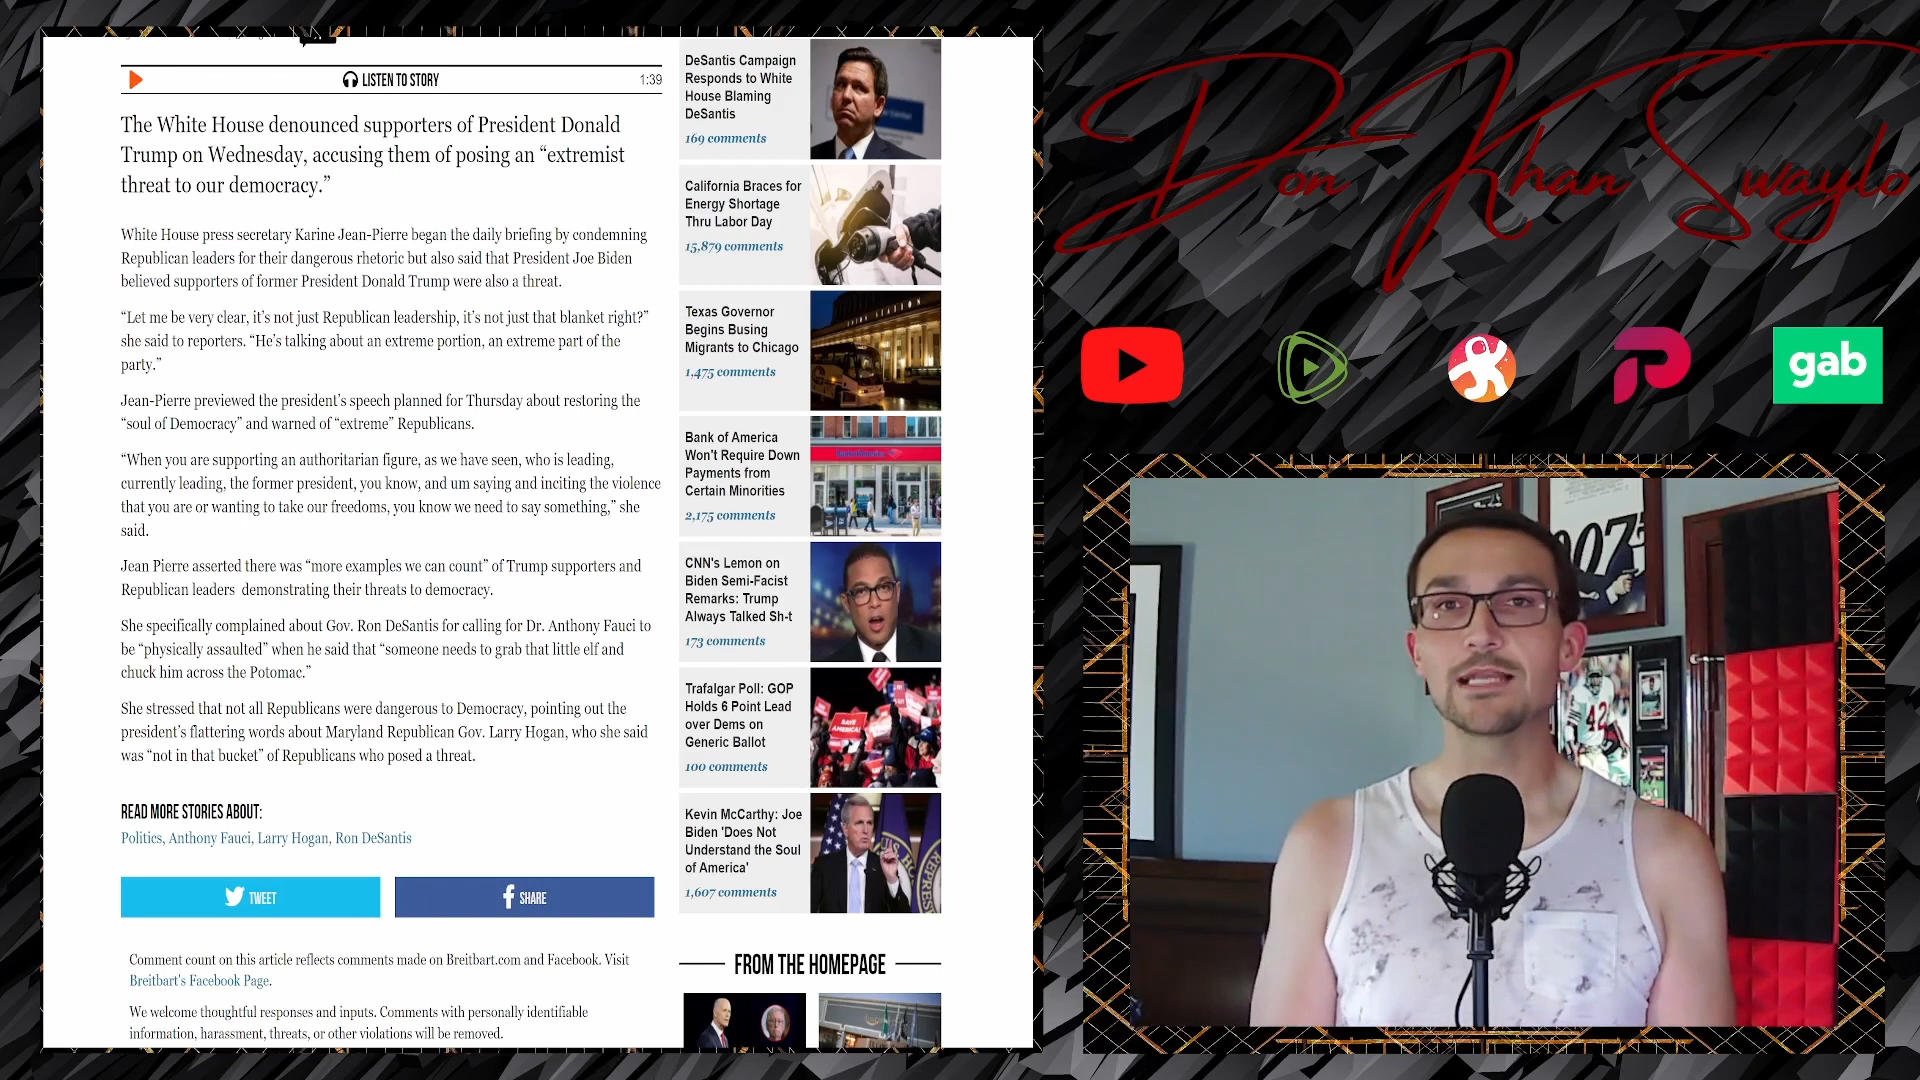 LISTEN TO STORY
1:39
The White House denounced supporters of President Donald
Trump on Wednesday, accusing them of posing an “extremist
threat to our democracy.”
White House press secretary Karine Jean-Pierre began the daily briefing by condemning
Republican leaders for their dangerous rhetoric but also said that President Joe Biden
believed supporters of former President Donald Trump were also a threat.
“Let me be very clear, it’s not just Republican leadership, it’s not just that blanket right?”
she said to reporters. “He’s talking about an extreme portion, an extreme part of the
party.”
Jean-Pierre previewed the president’s speech planned for Thursday about restoring the
“soul of Democracy” and warned of “extreme” Republicans.
“When you are supporting an authoritarian figure, as we have seen, who is leading,
currently leading, the former president, you know, and um saying and inciting the violence
that you are or wanting to take our freedoms, you know we need to say something,” she
said.
Jean Pierre asserted there was “more examples we can count” of Trump supporters and
Republican leaders  demonstrating their threats to democracy.
She specifically complained about Gov. Ron DeSantis for calling for Dr. Anthony Fauci to
be “physically assaulted” when he said that “someone needs to grab that little elf and
chuck him across the Potomac.”
She stressed that not all Republicans were dangerous to Democracy, pointing out the
president’s flattering words about Maryland Republican Gov. Larry Hogan, who she said
was “not in that bucket” of Republicans who posed a threat.
READ MORE STORIES ABOUT:
Politics, Anthony Fauci, Larry Hogan, Ron DeSantis
TWEET
SHARE
Comment count on this article reflects comments made on Breitbart.com and Facebook. Visit
Breitbart's Facebook Page.
We welcome thoughtful responses and inputs. Comments with personally identifiable
information, harassment, threats, or other violations will be removed.
DeSantis Campaign
Responds to White
House Blaming
DeSantis
169 comments
California Braces for
Energy Shortage
Thru Labor Day
15,879 comments
Texas Governor
Begins Busing
Migrants to Chicago
1,475 comments
Bank of America
Won't Require Down
Payments from
Certain Minorities
2,175 comments
CNN's Lemon on
Biden Semi-Facist
Remarks: Trump
Always Talked Sh-t
173 comments
Trafalgar Poll: GOP
Holds 6 Point Lead
over Dems on
Generic Ballot
100 comments
SAVE
AMERICA!
Kevin McCarthy: Joe
Biden 'Does Not
Understand the Soul
of America'
1,607 comments
FROM THE HOMEPAGE
Don Khan Swaylo
gab
007
42